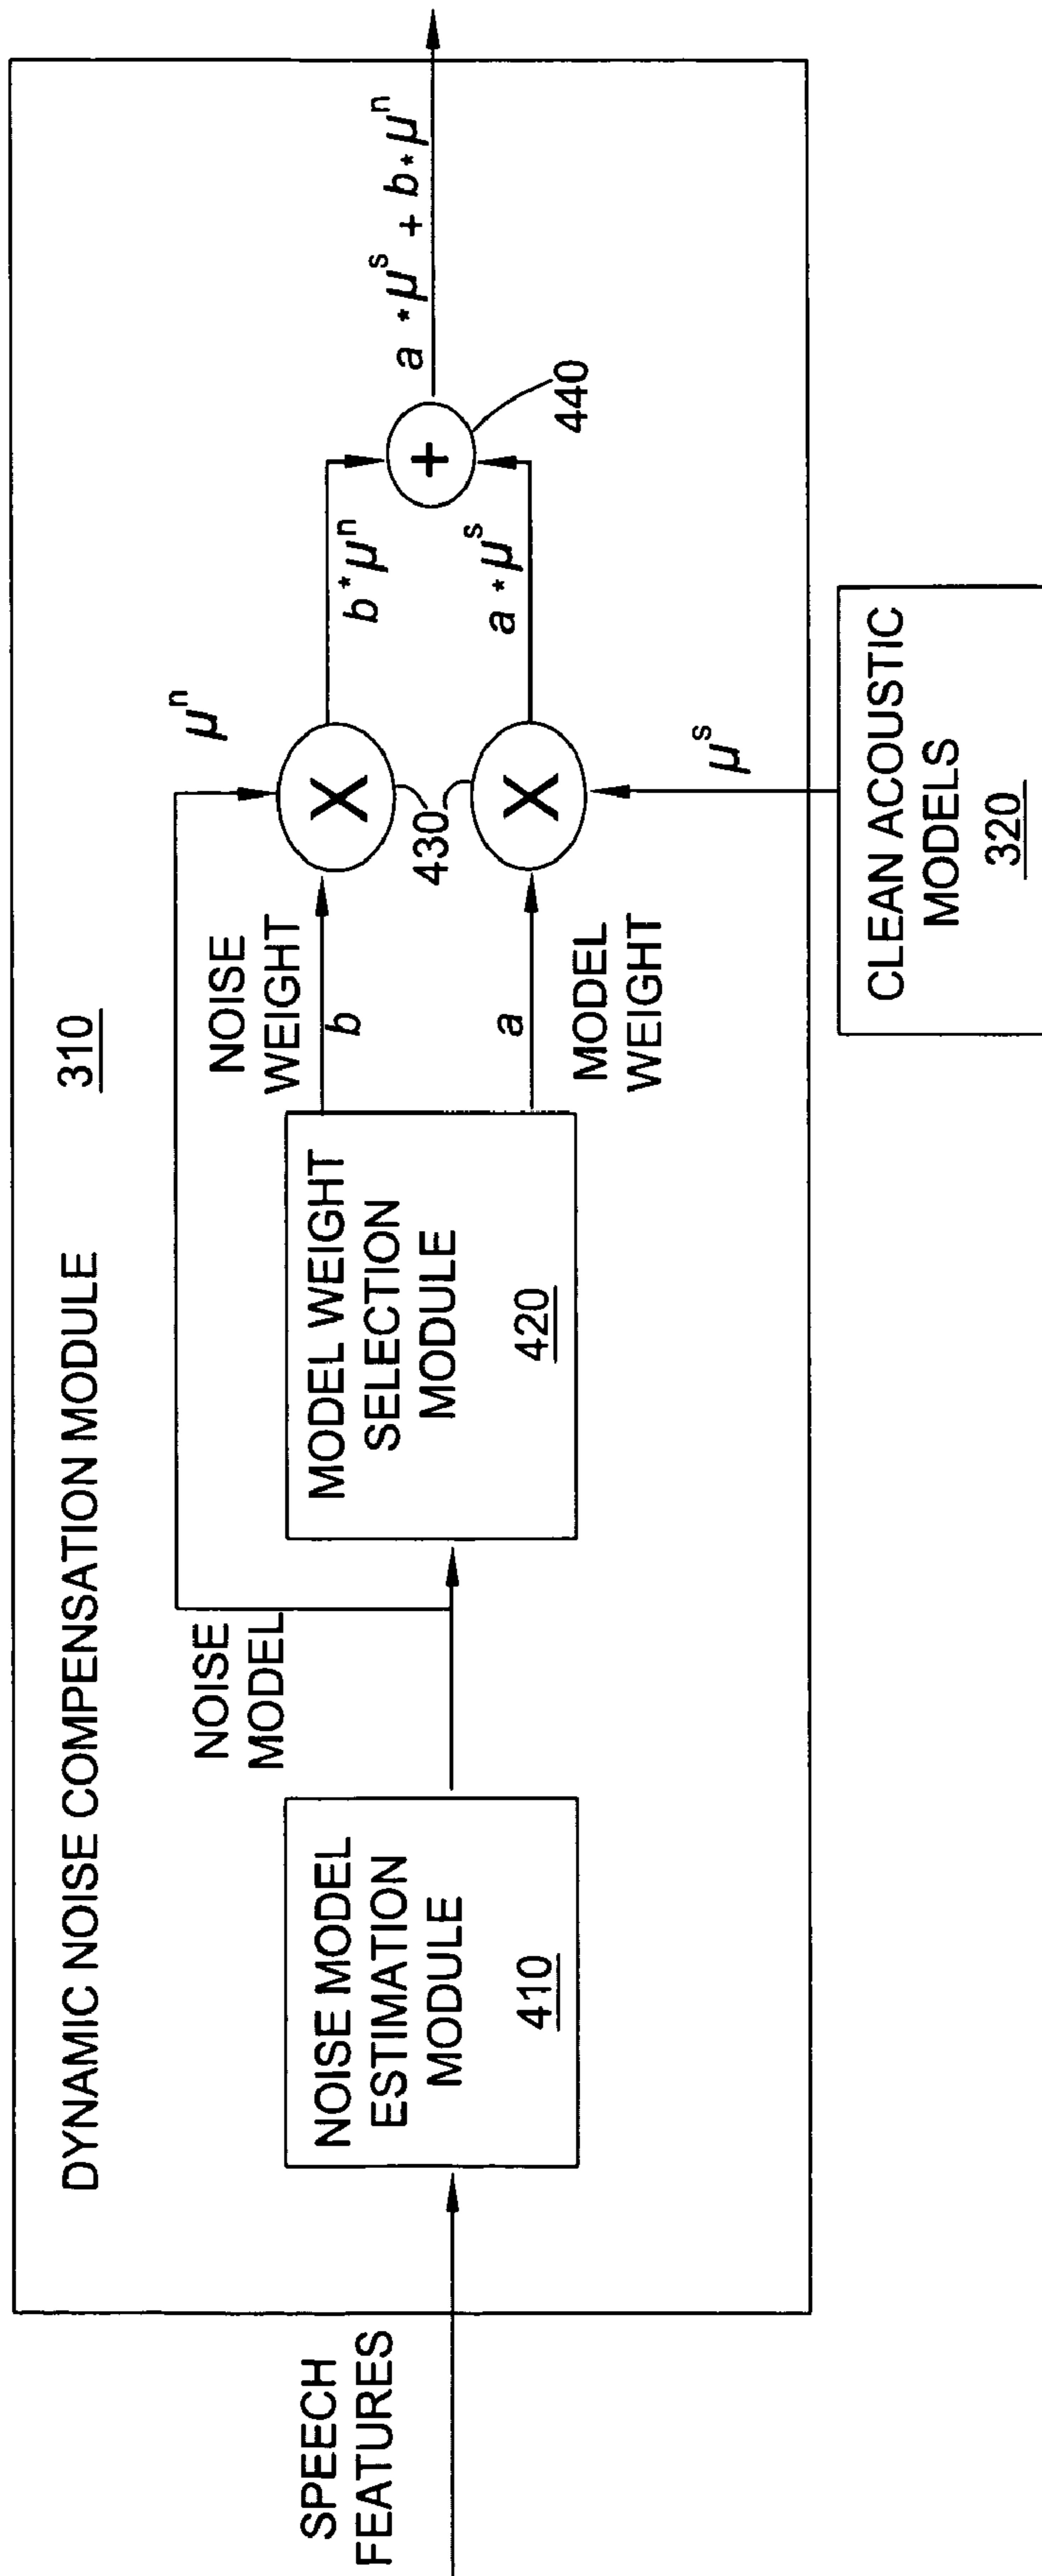 DYNAMIC NOISE COMPENSATION MODULE
310
SPEECH
FEATURES
NOISE MODEL
ESTIMATION
MODULE
410
NOISE
MODEL
MODEL WEIGHT
SELECTION
MODULE
420
NOISE
WEIGHT
b
a
MODEL
WEIGHT
μⁿ
X
430
X
μˢ
b*μⁿ
a*μˢ
+
440
a*μˢ + b*μⁿ
CLEAN ACOUSTIC
MODELS
320